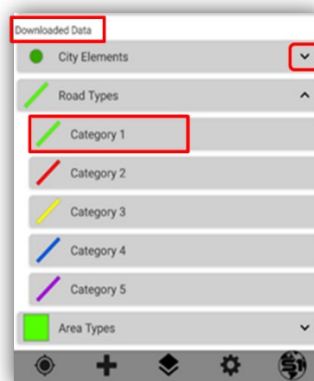 Downloaded Data
City Elements
Road Types
Category 1
Category 2
Category 3
Category 4
Category 5
Area Types